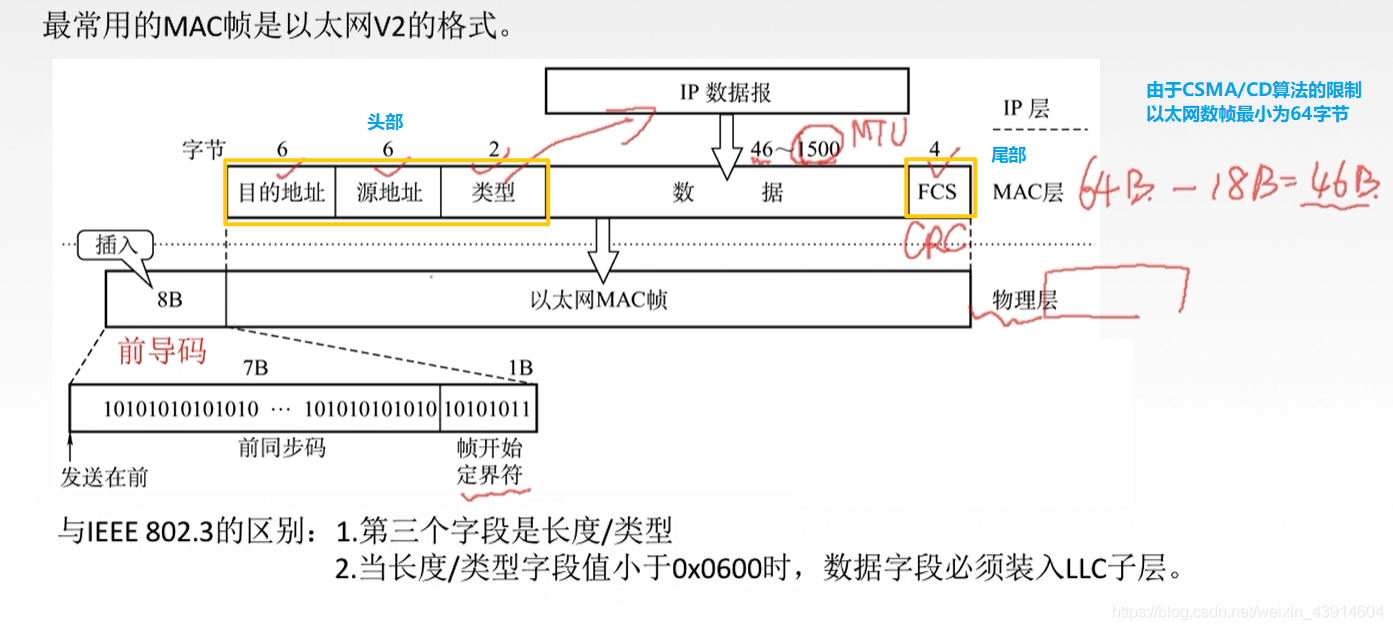 最常用的MAC帧是以太网V2的格式。
IP 数据报
IP 层
由于CSMA/CD算法的限制
以太网数帧最小为64字节
头部
MTU
字节 6 6 2 46~1500 4
尾部
目的地址 源地址 类型 数 据 FCS MAC层
64B - 18B = 46B
CRC
插入
8B 以太网MAC帧 物理层
前导码
7B 1B
10101010101010 … 101010101010 10101011
前同步码 帧开始
定界符
发送在前
与IEEE 802.3的区别：1.第三个字段是长度/类型
2.当长度/类型字段值小于0x0600时，数据字段必须装入LLC子层。
https://blog.csdn.net/weixin_43914604